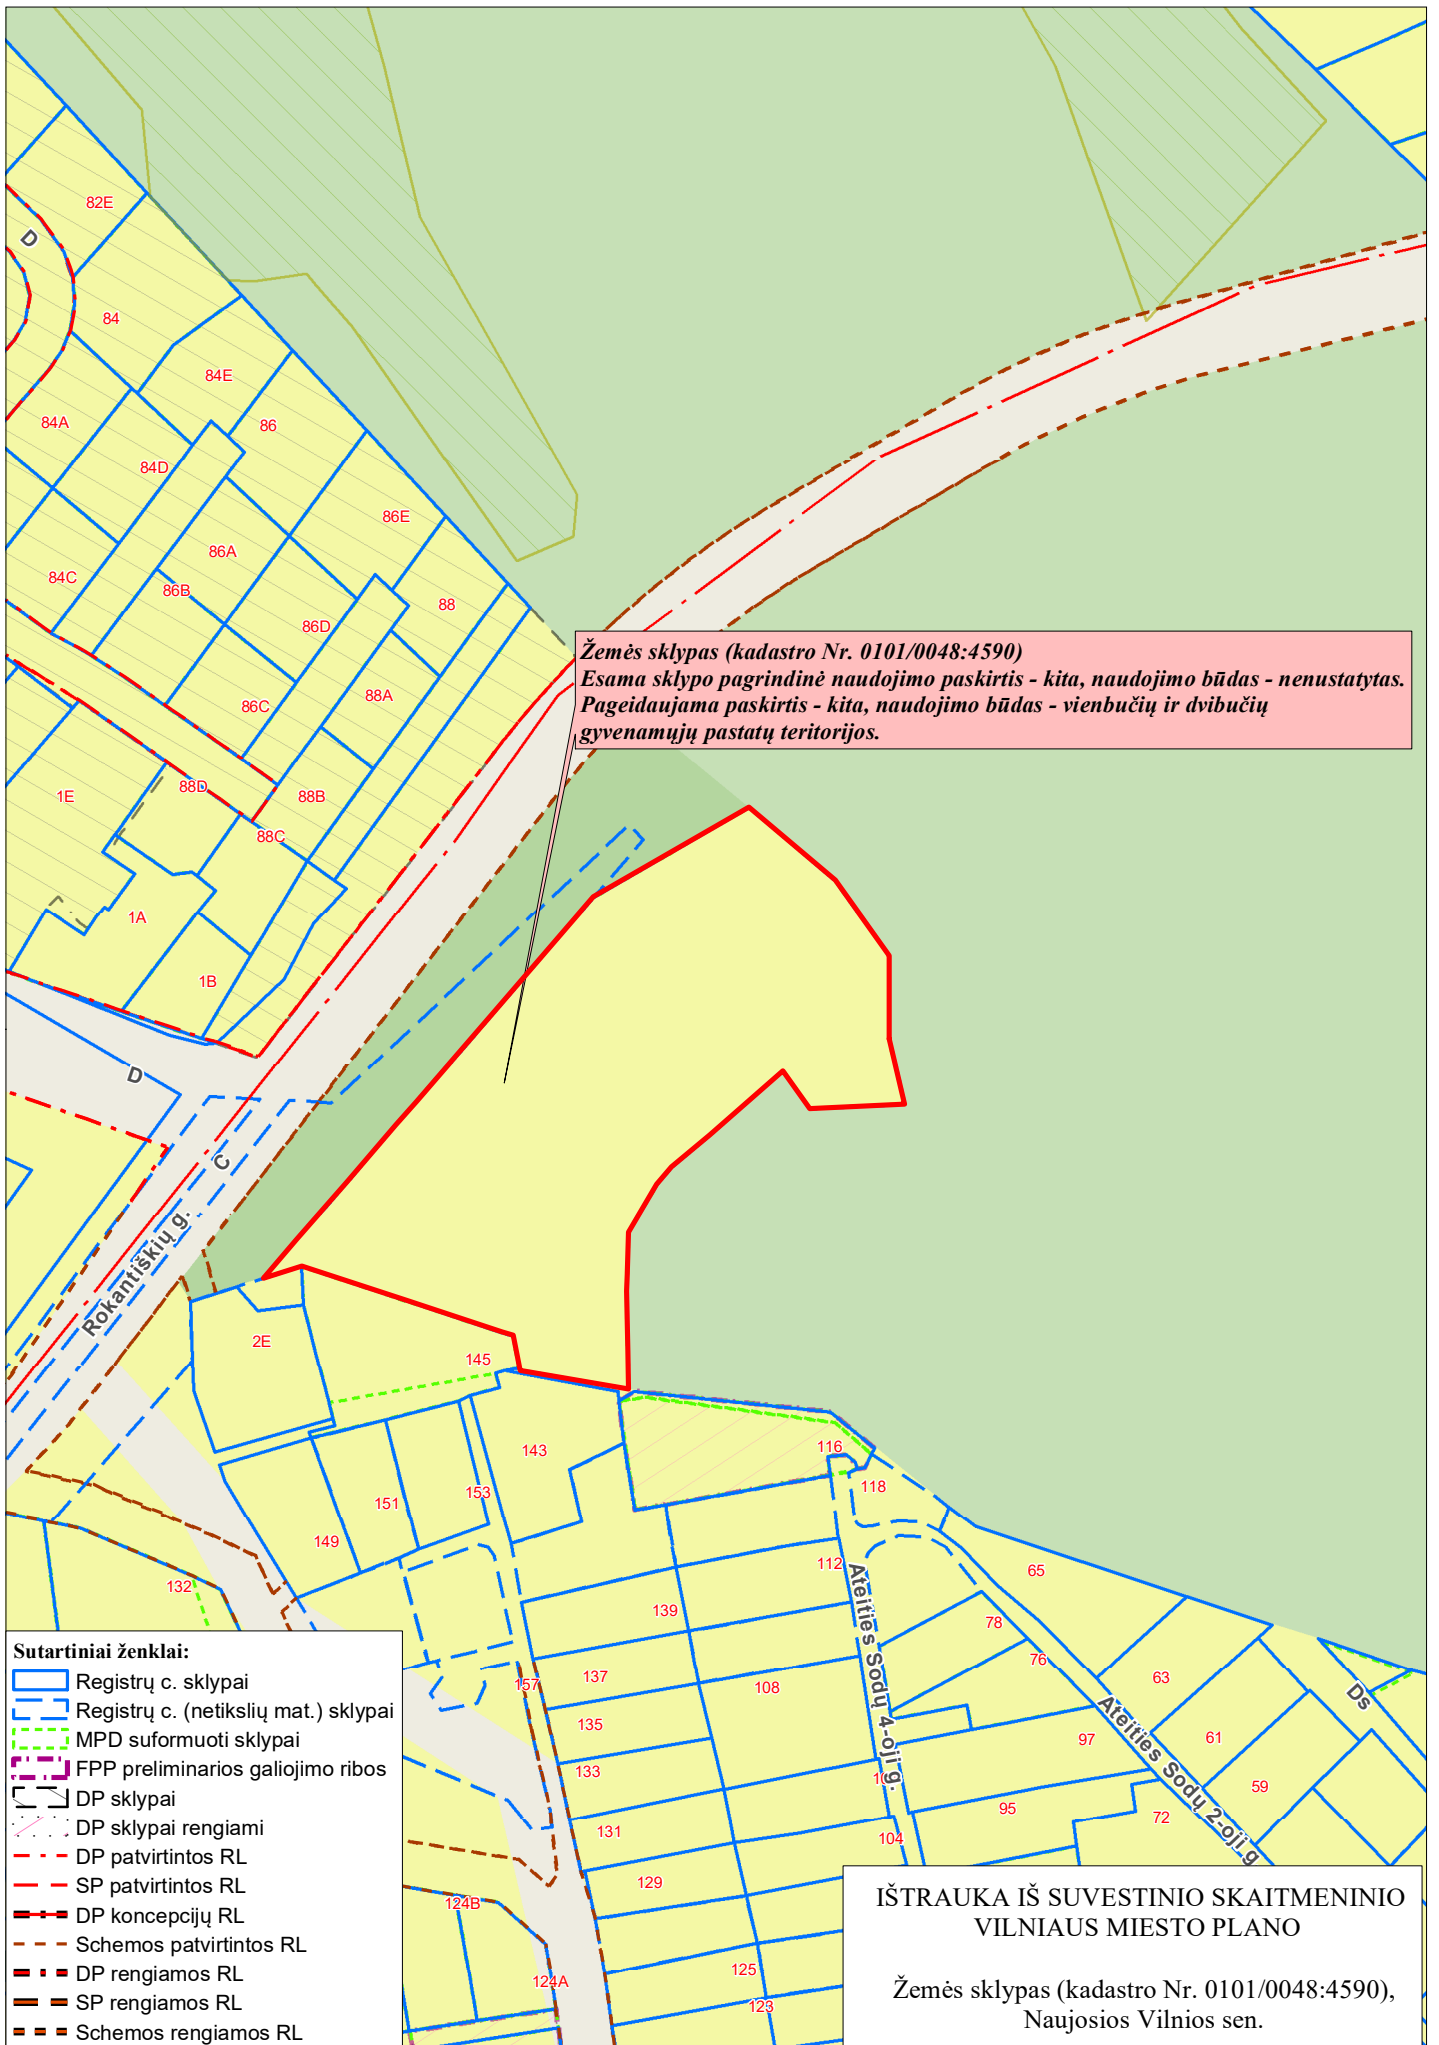 82E
D
84
84E
84A
86
84D
86E
86A
84C
86B
88
86D
88A
86C
Žemės sklypas (kadastro Nr. 0101/0048:4590)
Esama sklypo pagrindinė naudojimo paskirtis - kita, naudojimo būdas - nenustatytas.
Pageidaujama paskirtis - kita, naudojimo būdas - vienbučių ir dvibučių
gyvenamųjų pastatų teritorijos.
1E
88D
88B
88C
1A
1B
D
C
Rokantiškių g.
2E
145
143
116
118
153
151
149
112
65
132
139
78
76
137
63
157
108
Ds
135
97
61
133
59
95
72
131
104
129
124B
125
124A
123
Ateities Sodų 4-oji g.
Ateities Sodų 2-oji g.
Sutartiniai ženklai:
Registrų c. sklypai
Registrų c. (netikslių mat.) sklypai
MPD suformuoti sklypai
FPP preliminarios galiojimo ribos
DP sklypai
DP sklypai rengiami
DP patvirtintos RL
SP patvirtintos RL
DP koncepcijų RL
Schemos patvirtintos RL
DP rengiamos RL
SP rengiamos RL
Schemos rengiamos RL
IŠTRAUKA IŠ SUVESTINIO SKAITMENINIO
VILNIAUS MIESTO PLANO
Žemės sklypas (kadastro Nr. 0101/0048:4590),
Naujosios Vilnios sen.